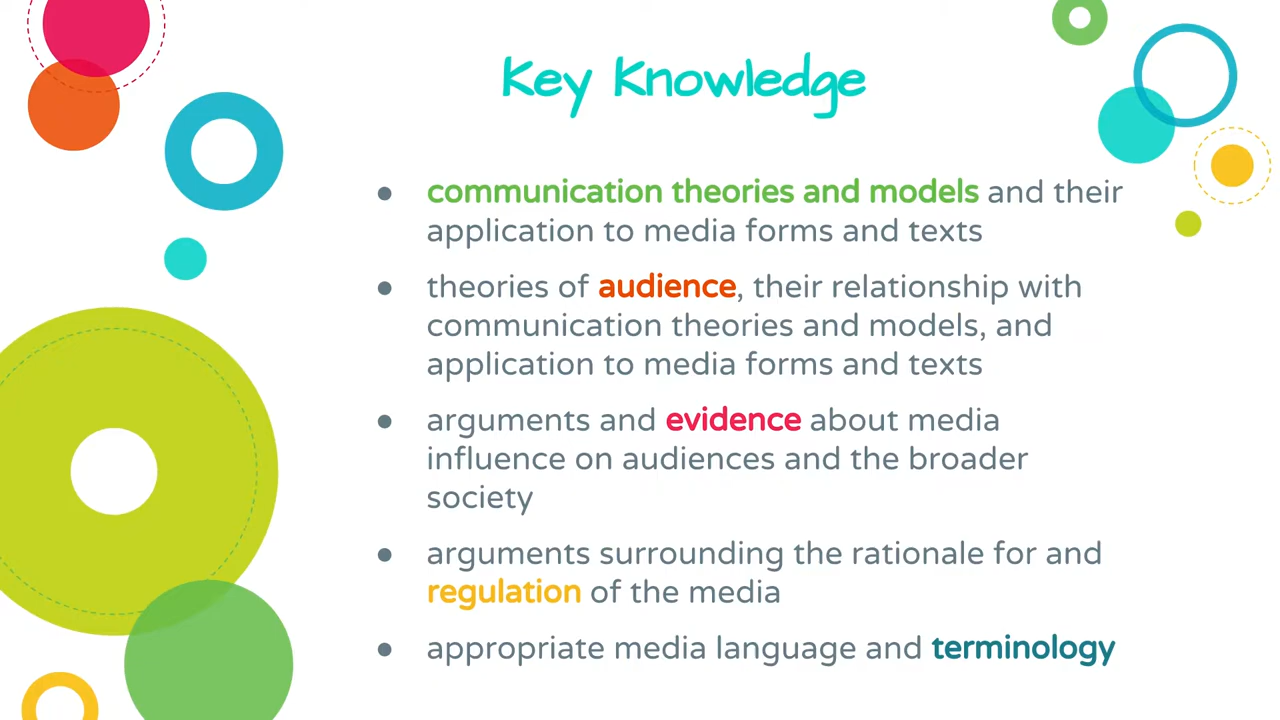 Key Knowledge
● communication theories and models and their
application to media forms and texts
● theories of audience, their relationship with
communication theories and models, and
application to media forms and texts
● arguments and evidence about media
influence on audiences and the broader
society
● arguments surrounding the rationale for and
regulation of the media
● appropriate media language and terminology